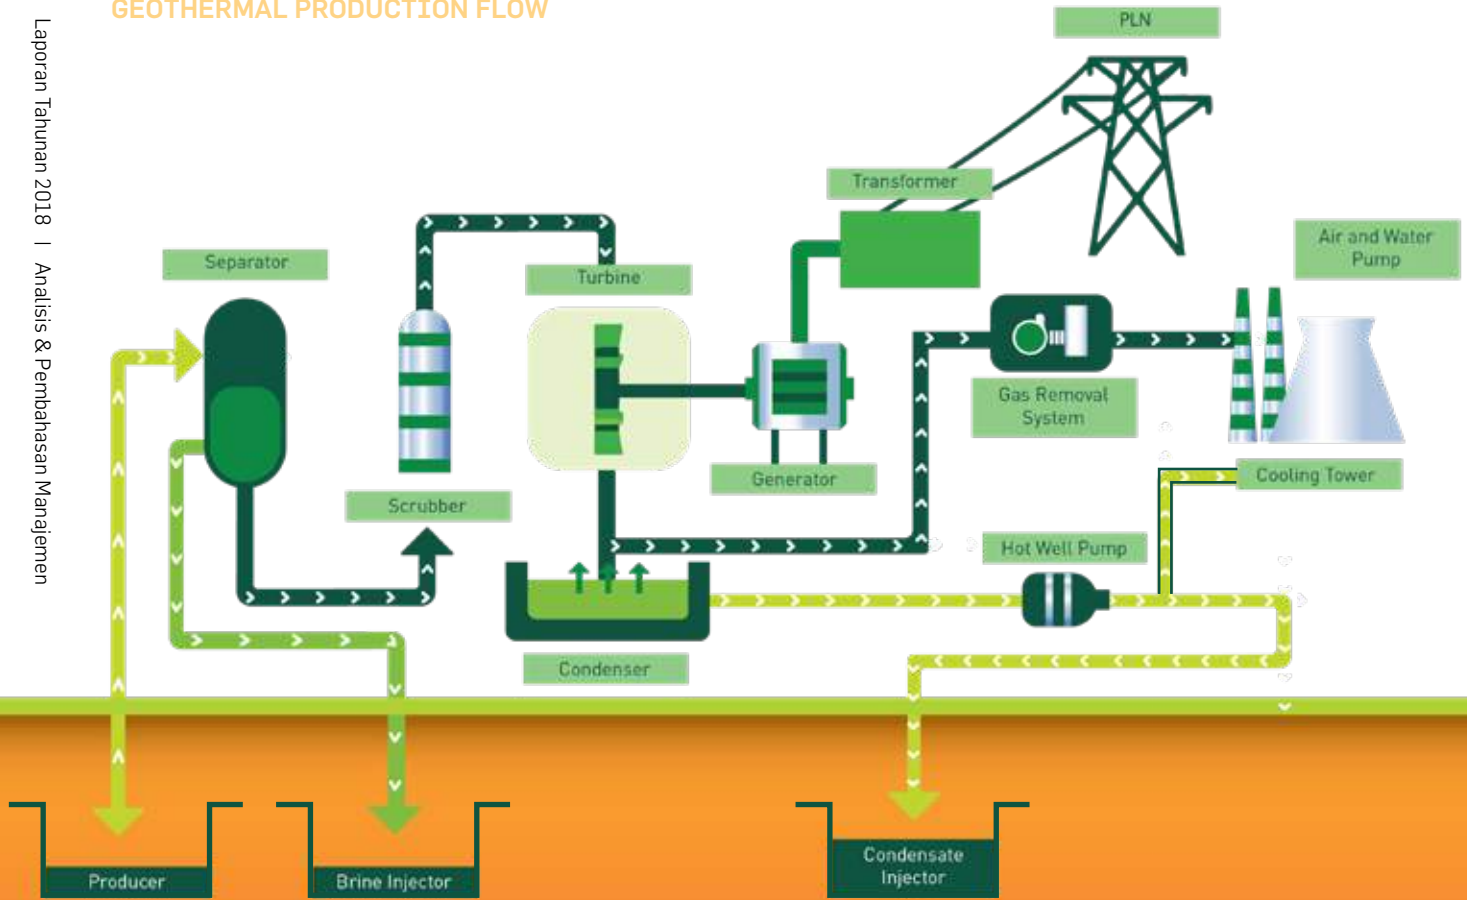 GEOTHERMAL PRODUCTION FLOW
Laporan Tahunan 2018 | Analisis & Pembahasan Manajemen
PLN
Transformer
Air and Water
Pump
Separator
Turbine
Gas Removal
System
Generator
Cooling Tower
Scrubber
Hot Well Pump
Condenser
Condensate
Injector
Producer
Brine Injector